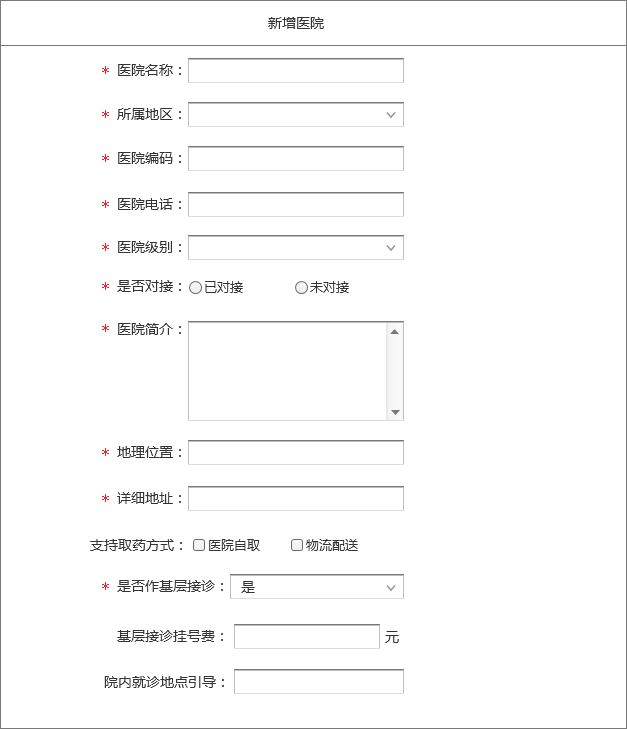 新增医院
* 医院名称：
* 所属地区：
* 医院编码：
* 医院电话：
* 医院级别：
* 是否对接： 已对接 未对接
* 医院简介：
* 地理位置：
* 详细地址：
支持取药方式： 医院自取 物流配送
* 是否作基层接诊： 是
基层接诊挂号费： 元
院内就诊地点引导：